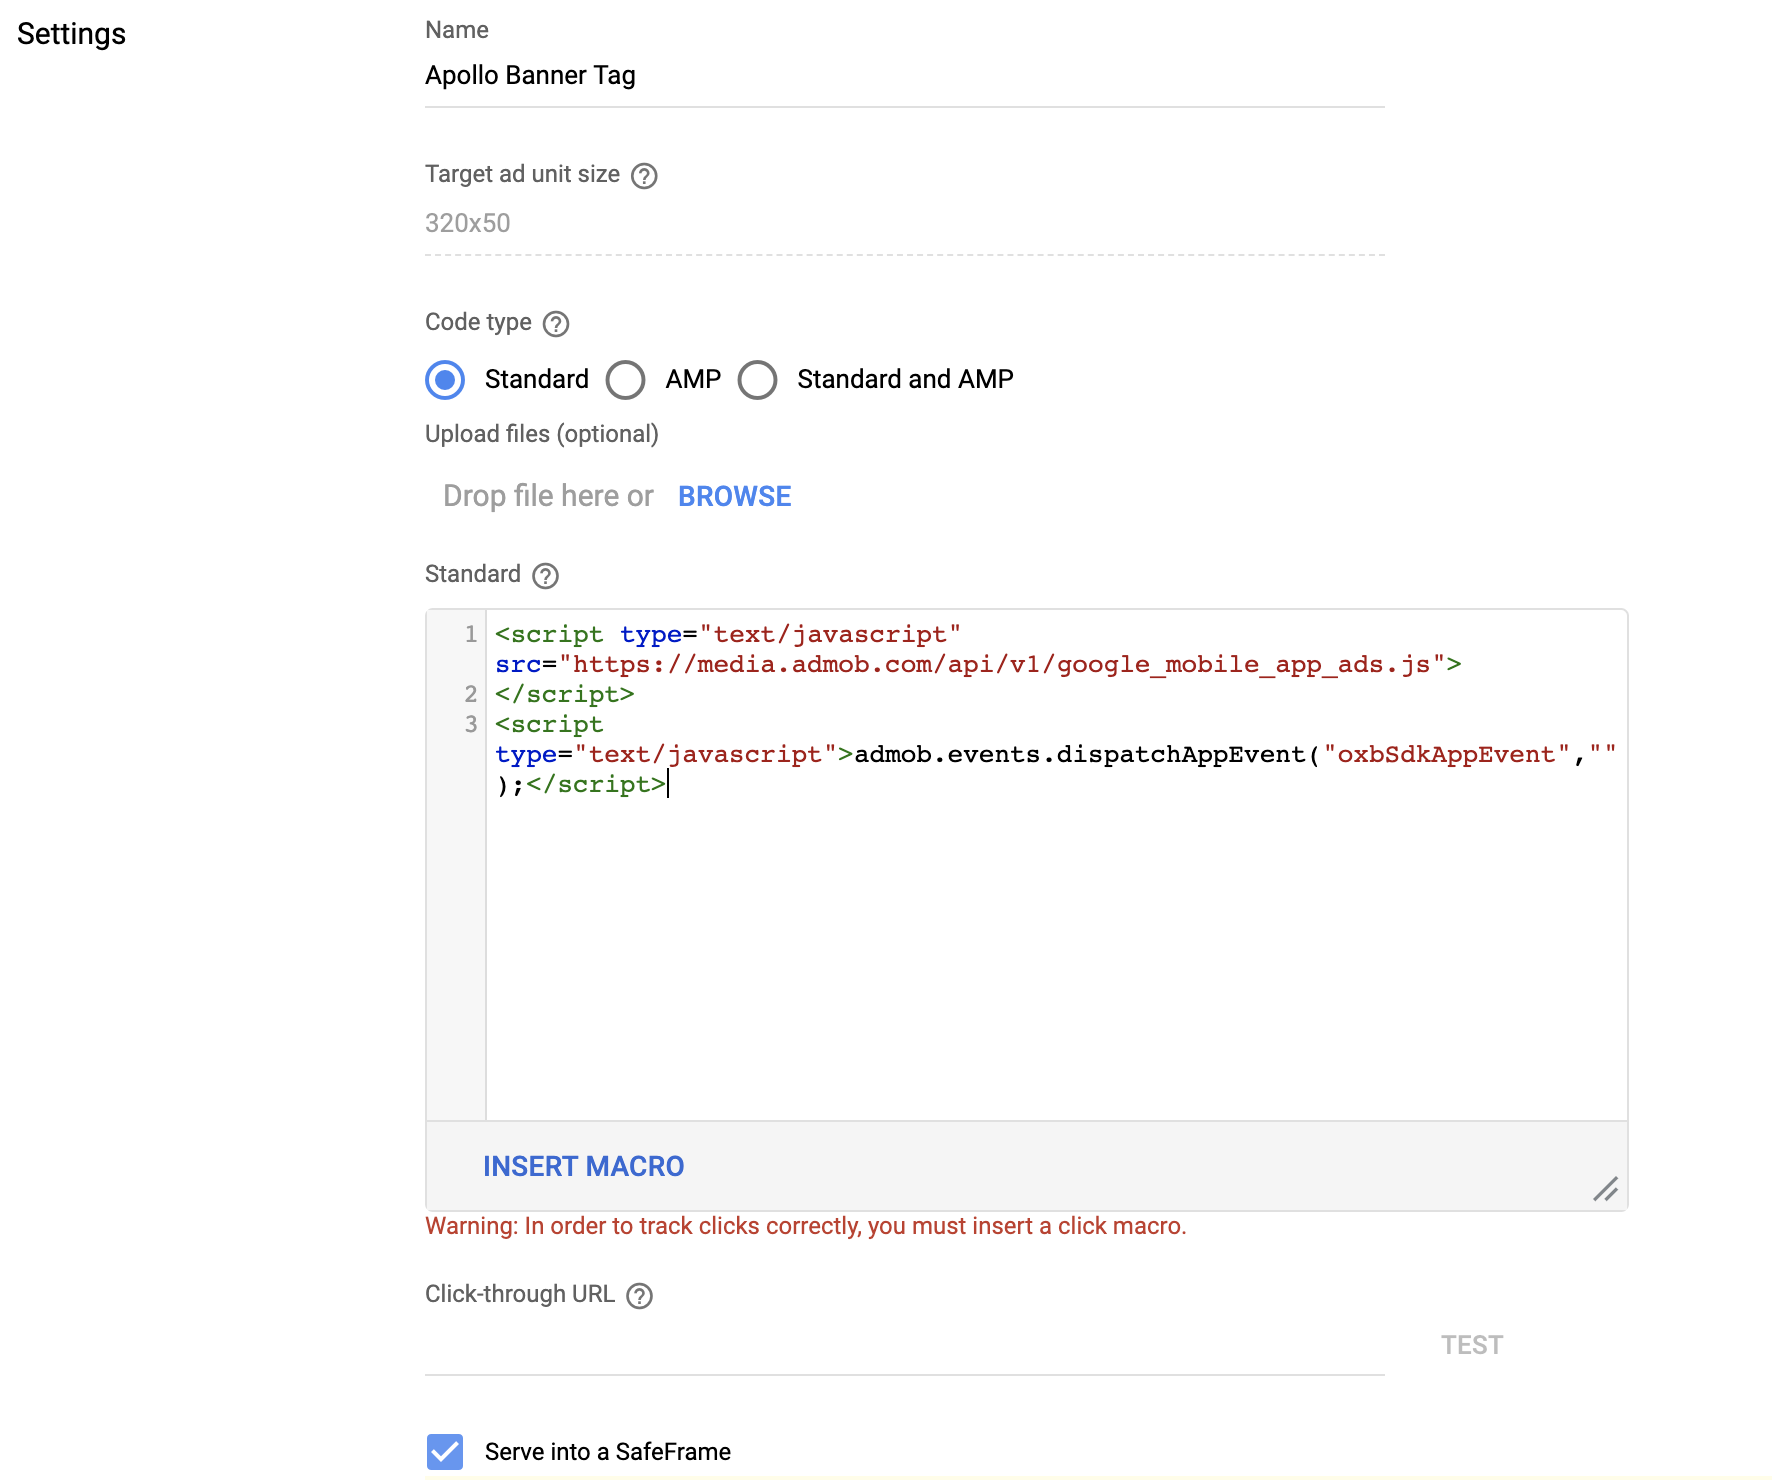 Settings
Name
Apollo Banner Tag
Target ad unit size
320x50
Code type
Standard AMP Standard and AMP
Upload files (optional)
Drop file here or BROWSE
Standard
1 <script type="text/javascript"
src="https://media.admob.com/api/v1/google_mobile_app_ads.js">
2 </script>
3 <script
type="text/javascript">admob.events.dispatchAppEvent("oxbSdkAppEvent",""
);</script>
INSERT MACRO
Warning: In order to track clicks correctly, you must insert a click macro.
Click-through URL
TEST
Serve into a SafeFrame